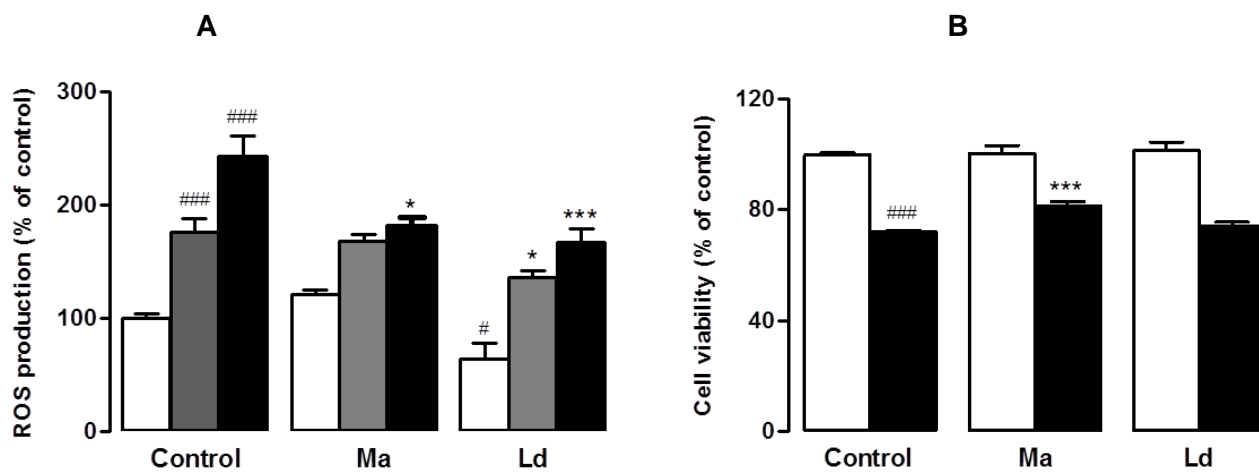 A
ROS production (% of control)
300
200
100
0
###
###
*
#
*
***
Control
Ma
Ld
B
Cell viability (% of control)
120
80
40
0
###
***
Control
Ma
Ld